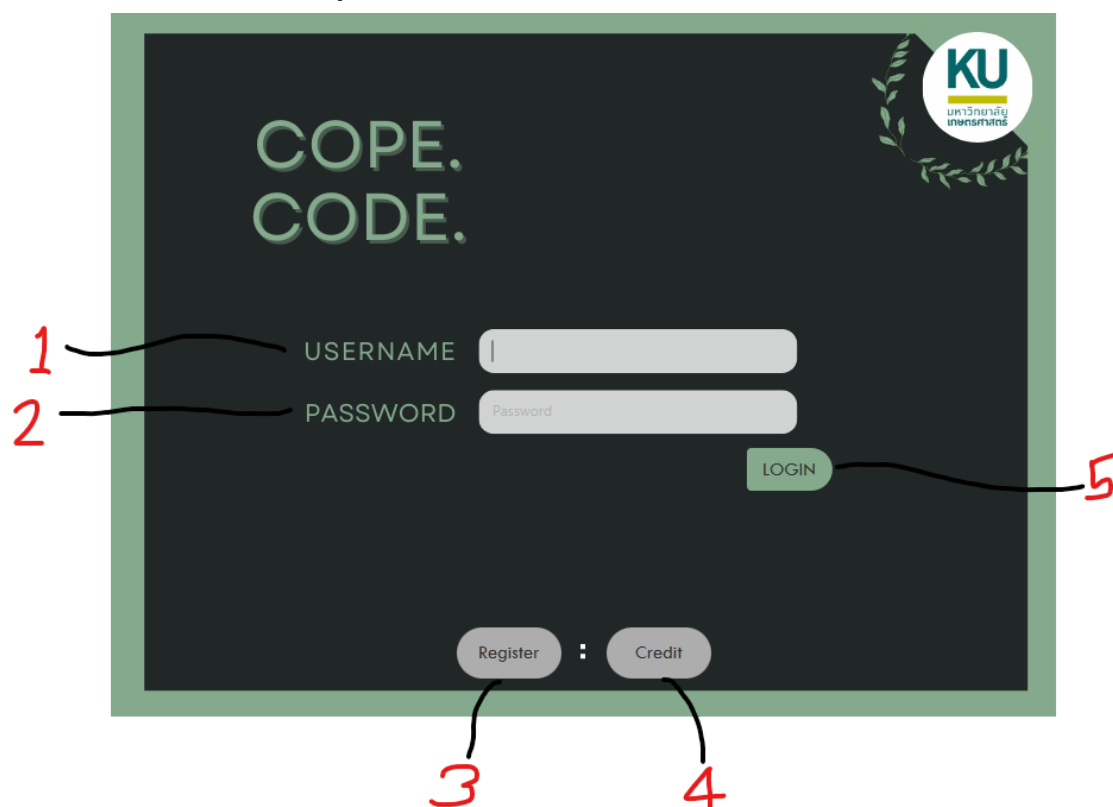 KU
มหาวิทยาลัย
เกษตรศาสตร์
COPE.
CODE.
1 USERNAME
2 PASSWORD Password
LOGIN 5
Register : Credit
3 4